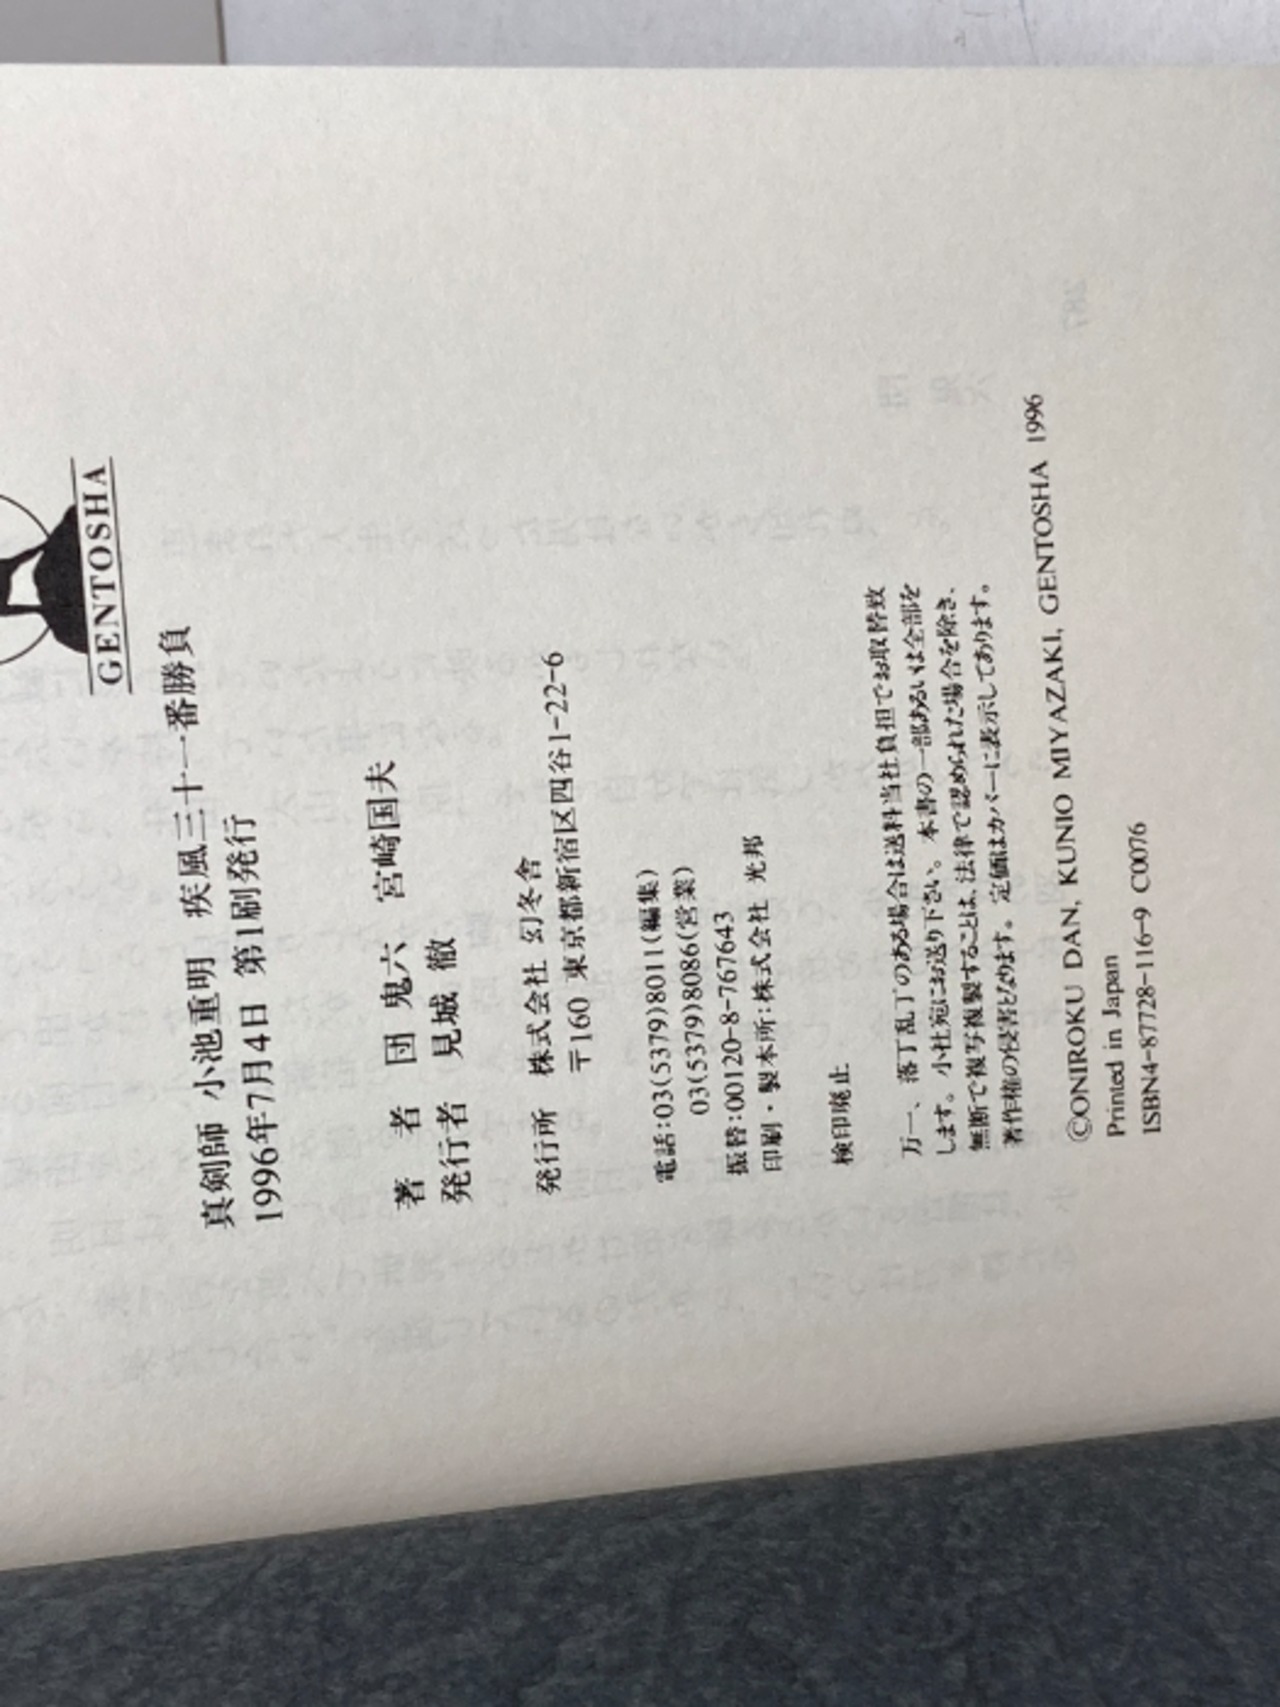 GENTOSHA
真剣師 小池重明 疾風三十一番勝負
1996年7月4日 第1刷発行
著 者 団 鬼六 宮崎国夫
発行者 見城 徹
発行所 株式会社 幻冬舎
〒160 東京都新宿区四谷1-22-6
電話:03(5379)8011(編集)
03(5379)8086(営業)
振替:00120-8-767643
印刷・製本所:株式会社 光邦
検印廃止
万一、落丁乱丁のある場合は送料当社負担でお取替致
します。小社宛にお送り下さい。本書の一部あるいは全部を
無断で複写複製することは、法律で認められた場合を除き、
著作権の侵害となります。定価はカバーに表示してあります。
©ONIROKU DAN, KUNIO MIYAZAKI, GENTOSHA 1996
Printed in Japan
ISBN4-87728-116-9 C0076